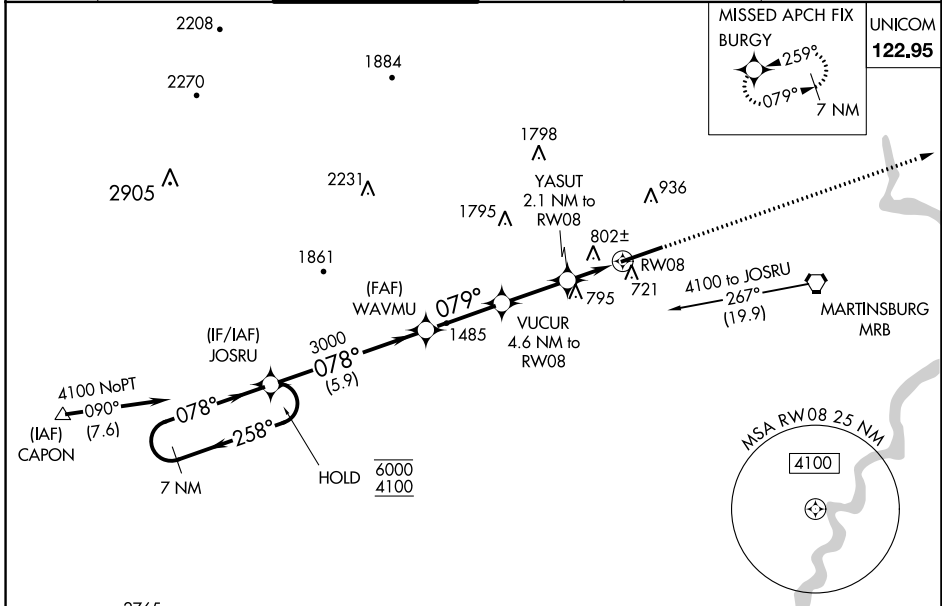 MISSED APCH FIX
BURGY
259°
079°
7 NM
UNICOM
122.95
2208
1884
2270
1798
2905
2231
YASUT
2.1 NM to
RW08
936
1795
802±
1861
RW08
(FAF)
WAVMU
079°
795
721
4100 to JOSRU
267°
(19.9)
MARTINSBURG
MRB
(IF/IAF)
JOSRU
3000
078°
(5.9)
1485
VUCUR
4.6 NM to
RW08
4100 NoPT
090°
(7.6)
(IAF)
CAPON
078°
258°
7 NM
HOLD
6000
4100
MSA RW08 25 NM
4100